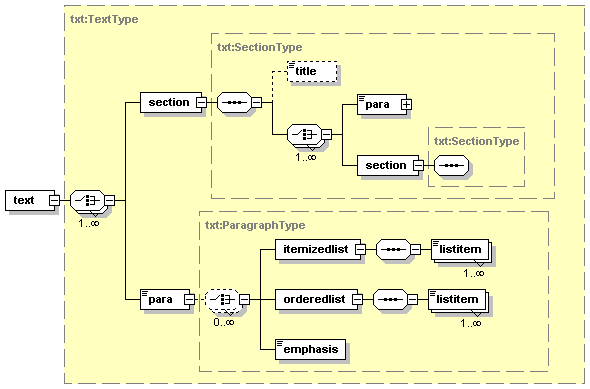 txt:TextType
txt:SectionType
title
section
para
1..∞
txt:SectionType
section
text
1..∞
txt:ParagraphType
itemizedlist
listitem
1..∞
para
orderedlist
listitem
0..∞
1..∞
emphasis